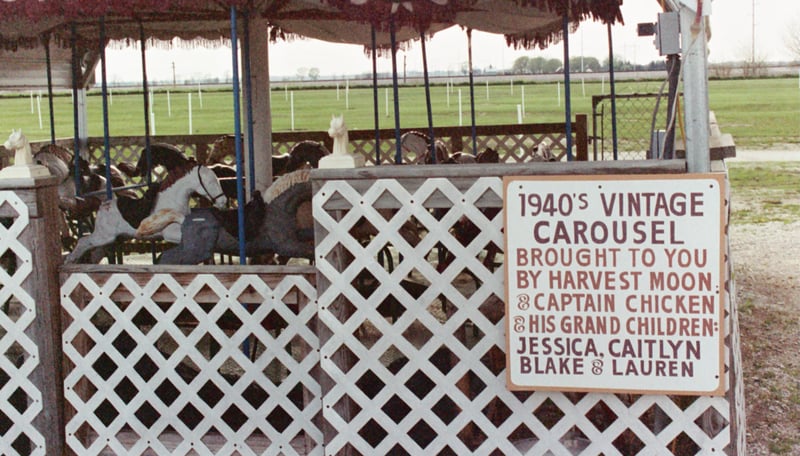 1940's VINTAGE
CAROUSEL
BROUGHT TO YOU
BY HARVEST MOON
& CAPTAIN CHICKEN
& HIS GRAND CHILDREN:
JESSICA, CAITLYN
BLAKE & LAUREN